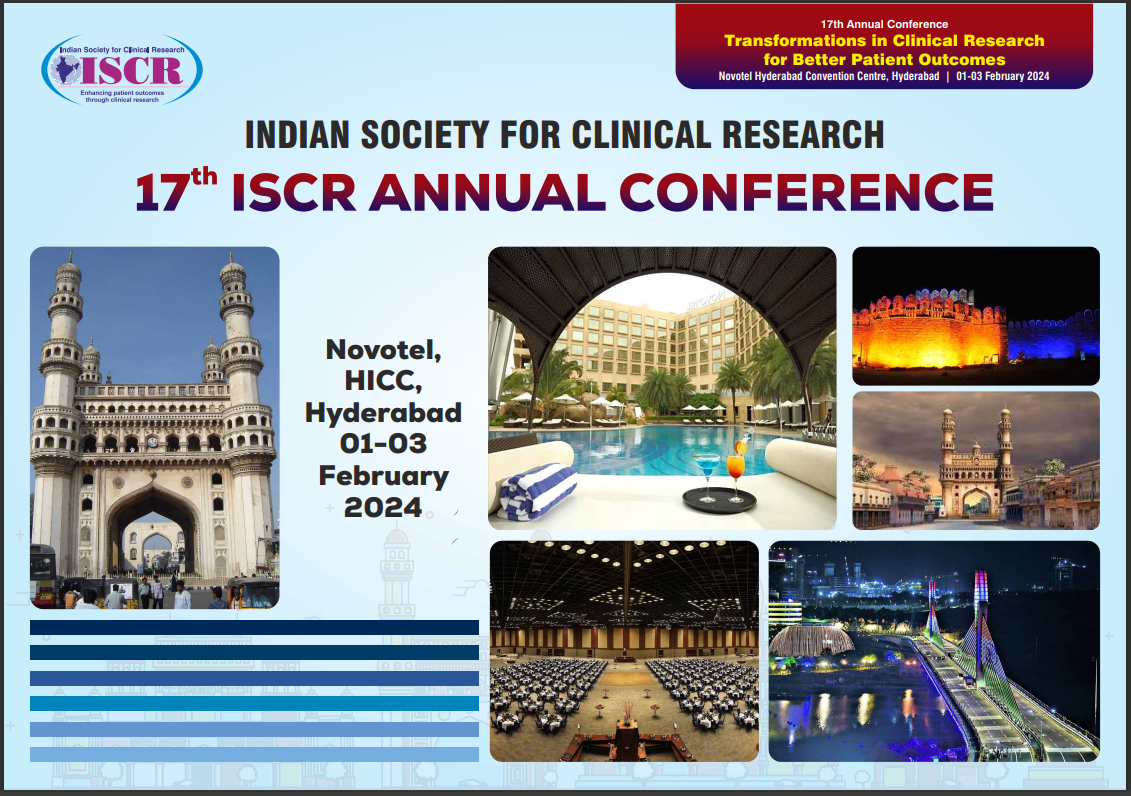 Indian Society for Clinical Research
ISCR
Enhancing patient outcomes
through clinical research
17th Annual Conference
Transformations in Clinical Research
for Better Patient Outcomes
Novotel Hyderabad Convention Centre, Hyderabad | 01-03 February 2024
INDIAN SOCIETY FOR CLINICAL RESEARCH
17th ISCR ANNUAL CONFERENCE
Novotel,
HICC,
Hyderabad
01-03
February
2024
NOVOTEL